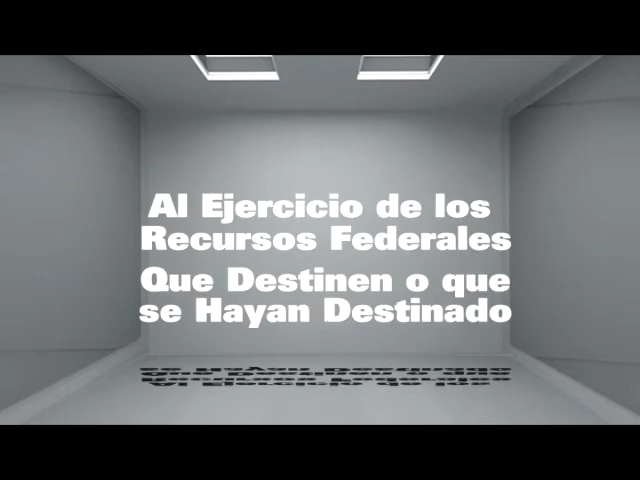 Al Ejercicio de los
Recursos Federales
Que Destinen o que
se Hayan Destinado